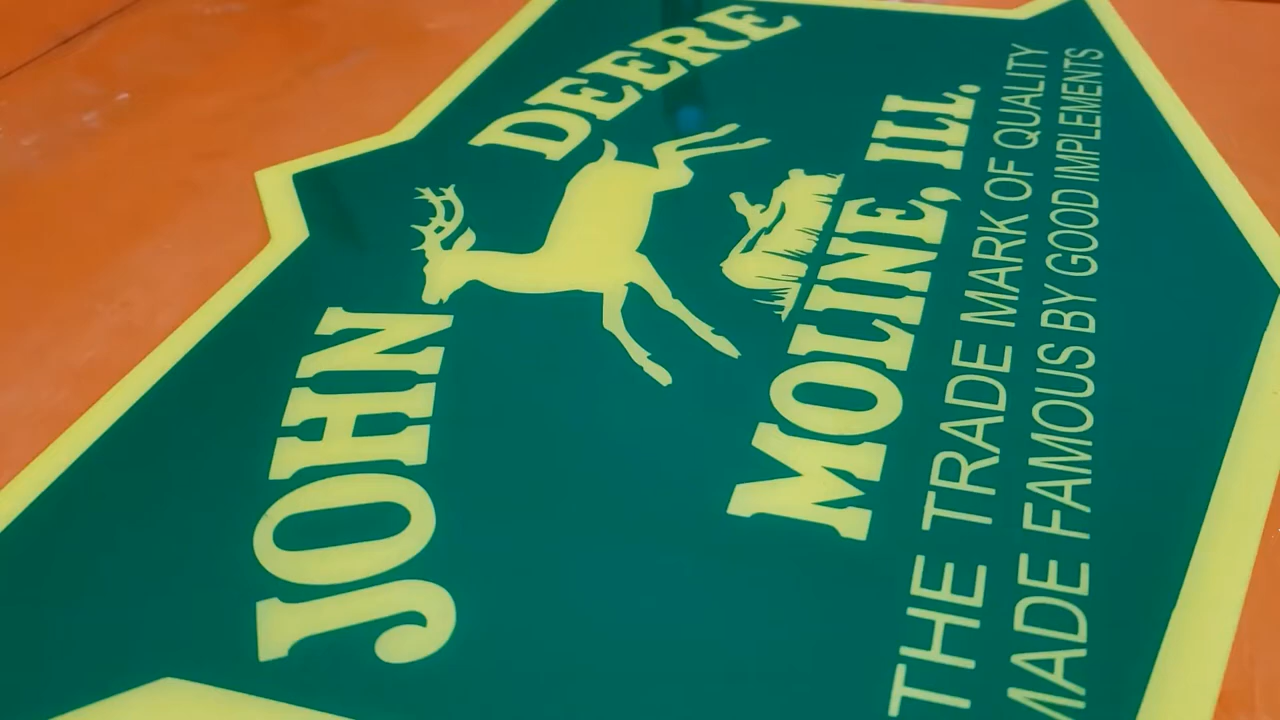 JOHN DEERE
MOLINE, ILL.
THE TRADE MARK OF QUALITY
MADE FAMOUS BY GOOD IMPLEMENTS